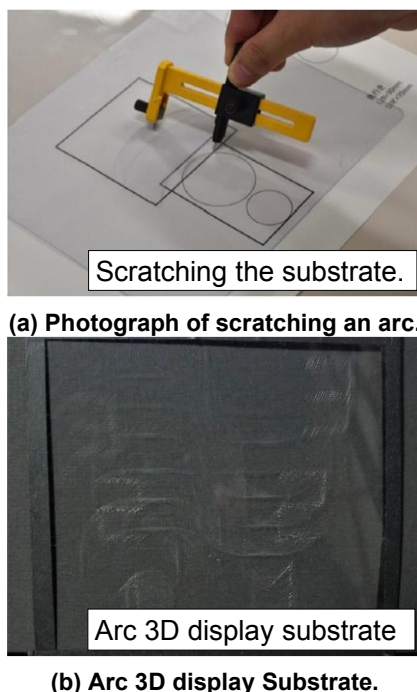 Scratching the substrate.
(a) Photograph of scratching an arc.
Arc 3D display substrate
(b) Arc 3D display Substrate.